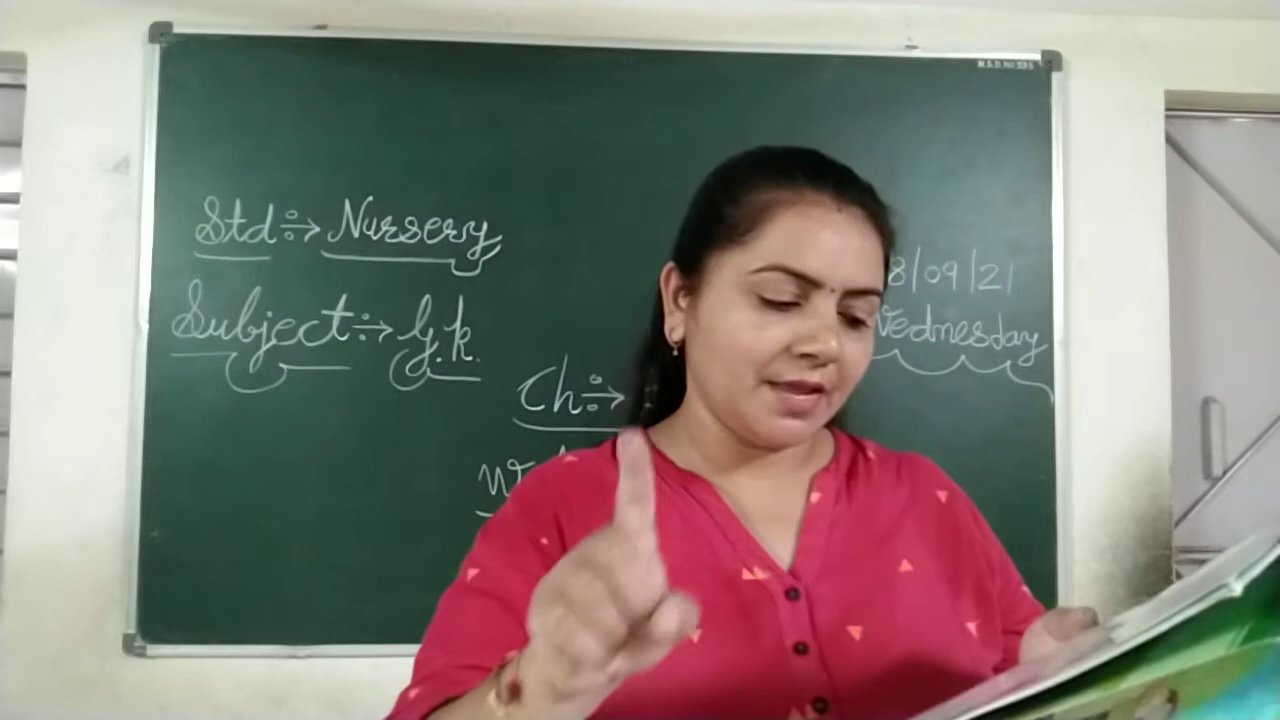 Std :→ Nursery
8/09/21
Subject :→ G.k.
Wednesday
Ch :→